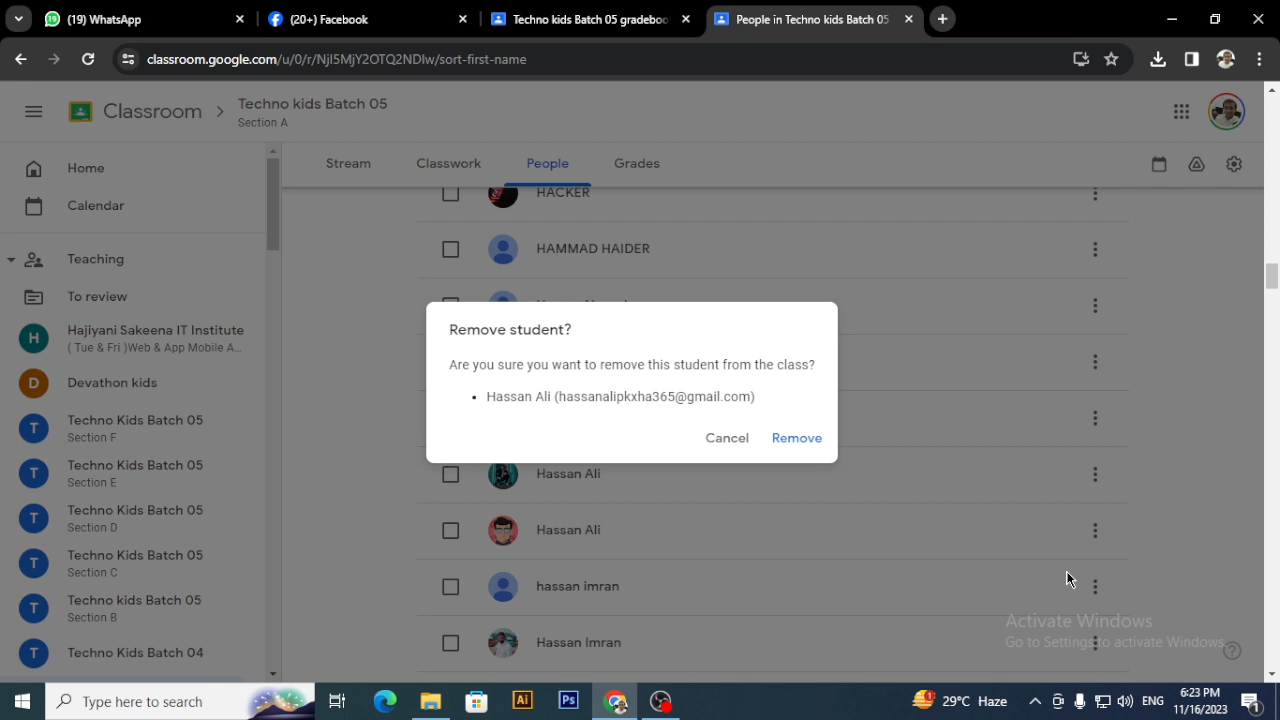 (19) WhatsApp
(20+) Facebook
Techno kids Batch 05 gradeboo
People in Techno kids Batch 05
classroom.google.com/u/0/r/NjI5MjY2OTQ2NDIw/sort-first-name
Classroom
Techno kids Batch 05
Section A
Home
Calendar
Teaching
To review
H
Hajiyani Sakeena IT Institute
( Tue & Fri )Web & App Mobile A...
D
Devathon kids
T
Techno Kids Batch 05
Section F
T
Techno Kids Batch 05
Section E
T
Techno Kids Batch 05
Section D
T
Techno Kids Batch 05
Section C
T
Techno kids Batch 05
Section B
T
Techno Kids Batch 04
Stream
Classwork
People
Grades
HACKER
HAMMAD HAIDER
Remove student?
Are you sure you want to remove this student from the class?
• Hassan Ali (hassanalipkxha365@gmail.com)
Cancel
Remove
Hassan Ali
Hassan Ali
hassan imran
Hassan Imran
Activate Windows
Go to Settings to activate Windows.
Type here to search
Ai
Ps
1
29°C Haze
ENG
6:23 PM
11/16/2023
1